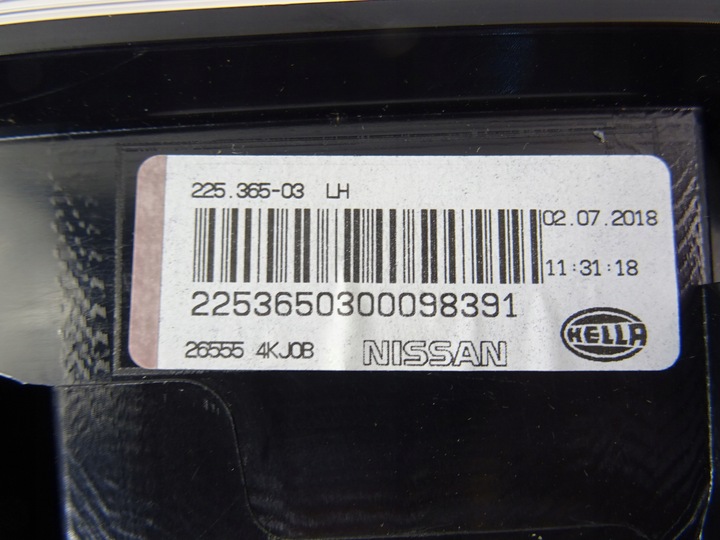 225.365-03 LH
02.07.2018
11:31:18
2253650300098391
26555 4KJ0B NISSAN
HELLA